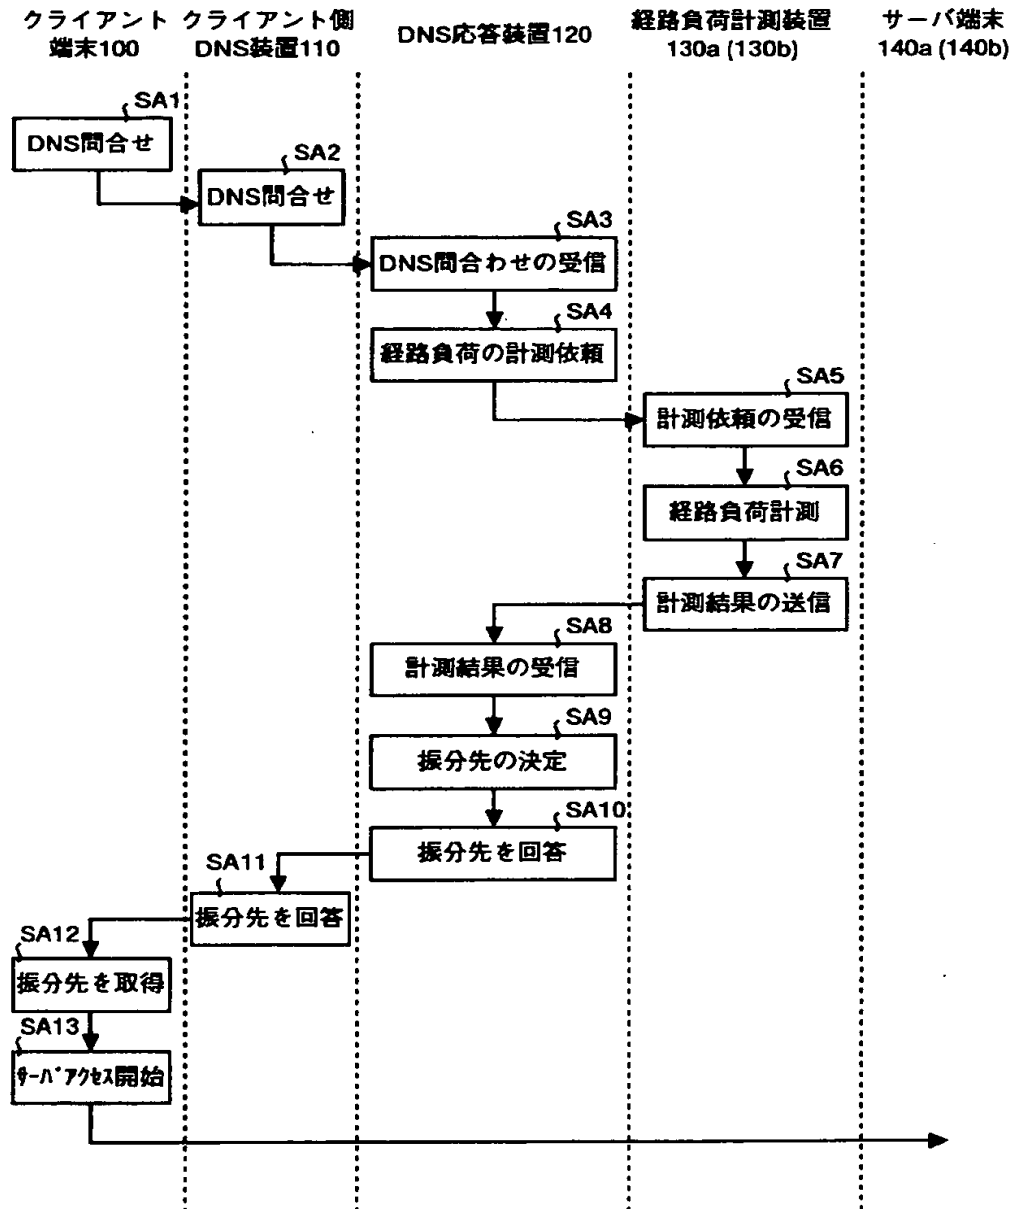 クライアント
端末100
クライアント側
DNS装置110
DNS応答装置120
経路負荷計測装置
130a (130b)
サーバ端末
140a (140b)
SA1
DNS問合せ
SA2
DNS問合せ
SA3
DNS問合わせの受信
SA4
経路負荷の計測依頼
SA5
計測依頼の受信
SA6
経路負荷計測
SA7
計測結果の送信
SA8
計測結果の受信
SA9
振分先の決定
SA10
振分先を回答
SA11
振分先を回答
SA12
振分先を取得
SA13
ｻｰﾊﾞｱｸｾｽ開始